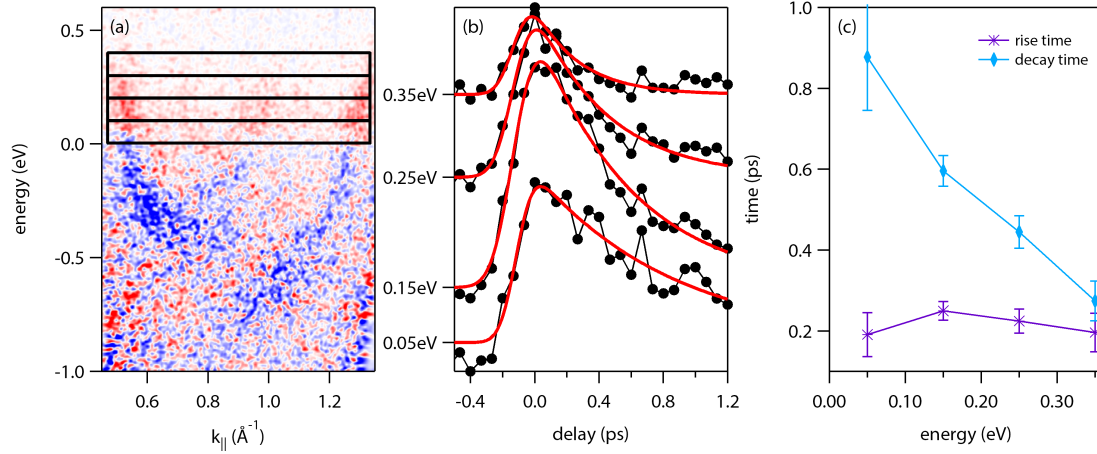 (a)
0.5
0.0
-0.5
-1.0
energy (eV)
0.6
0.8
1.0
1.2
k|| (Å-1)
(b)
0.35eV
0.25eV
0.15eV
0.05eV
-0.4
0.0
0.4
0.8
1.2
delay (ps)
(c)
rise time
decay time
1.0
0.8
0.6
0.4
0.2
time (ps)
0.00
0.10
0.20
0.30
energy (eV)